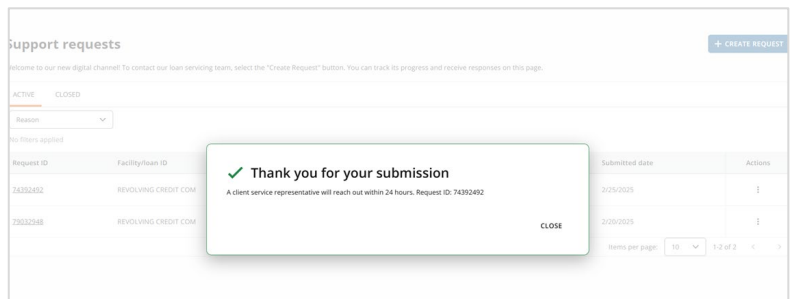 Support requests
+ CREATE REQUEST
Welcome to our new digital channel! To contact our loan servicing team, select the "Create Request" button. You can track its progress and receive responses on this page.
ACTIVE CLOSED
Reason
No filters applied
Request ID Facility/loan ID Submitted date Actions
74392492 REVOLVING CREDIT COM 2/25/2025
79032948 REVOLVING CREDIT COM 2/20/2025
Items per page: 10 1-2 of 2
Thank you for your submission
A client service representative will reach out within 24 hours. Request ID: 74392492
CLOSE